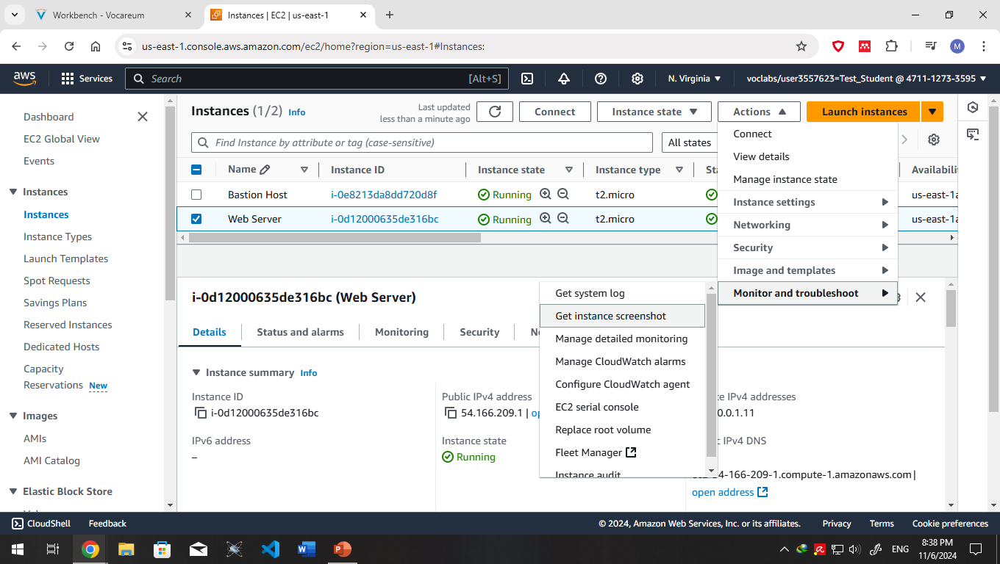 Workbench - Vocareum
Instances | EC2 | us-east-1
us-east-1.console.aws.amazon.com/ec2/home?region=us-east-1#Instances:
M
aws
Services
Search
[Alt+S]
N. Virginia
voclabs/user3557623=Test_Student @ 4711-1273-3595
Dashboard
EC2 Global View
Events
Instances
Instances
Instance Types
Launch Templates
Spot Requests
Savings Plans
Reserved Instances
Dedicated Hosts
Capacity
Reservations New
Images
AMIs
AMI Catalog
Elastic Block Store
Instances (1/2) Info
Last updated
less than a minute ago
Connect
Instance state
Actions
Launch instances
Find Instance by attribute or tag (case-sensitive)
All states
Name Instance ID Instance state Instance type Sta Availabili
Bastion Host i-0e8213da8dd720d8f Running t2.micro us-east-1a
Web Server i-0d12000635de316bc Running t2.micro us-east-1a
Connect
View details
Manage instance state
Instance settings
Networking
Security
Image and templates
Monitor and troubleshoot
Get system log
Get instance screenshot
Manage detailed monitoring
Manage CloudWatch alarms
Configure CloudWatch agent
EC2 serial console
Replace root volume
Fleet Manager
Instance audit
i-0d12000635de316bc (Web Server)
Details Status and alarms Monitoring Security
Instance summary Info
Instance ID
i-0d12000635de316bc
IPv6 address
–
Public IPv4 address
54.166.209.1 | op
Instance state
Running
te IPv4 addresses
0.0.1.11
IPv4 DNS
54-166-209-1.compute-1.amazonaws.com |
open address
CloudShell Feedback
© 2024, Amazon Web Services, Inc. or its affiliates. Privacy Terms Cookie preferences
ENG
8:38 PM
11/6/2024